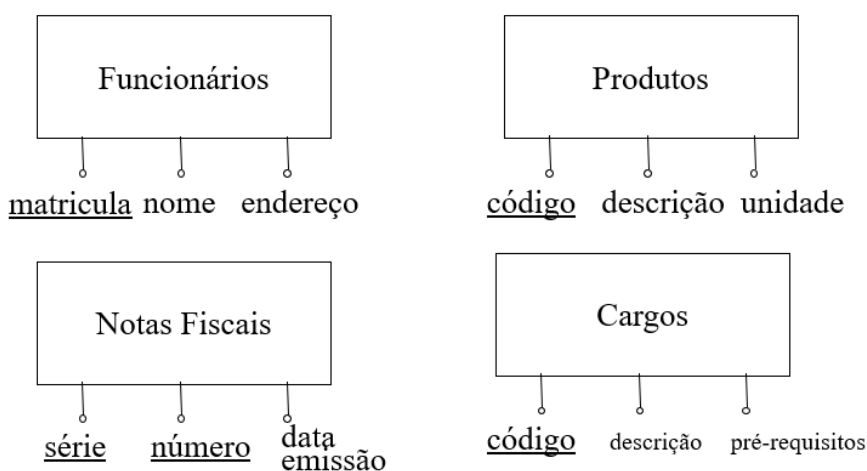 Funcionários
Produtos
matricula nome endereço
código descrição unidade
Notas Fiscais
Cargos
série número data
emissão
código descrição pré-requisitos